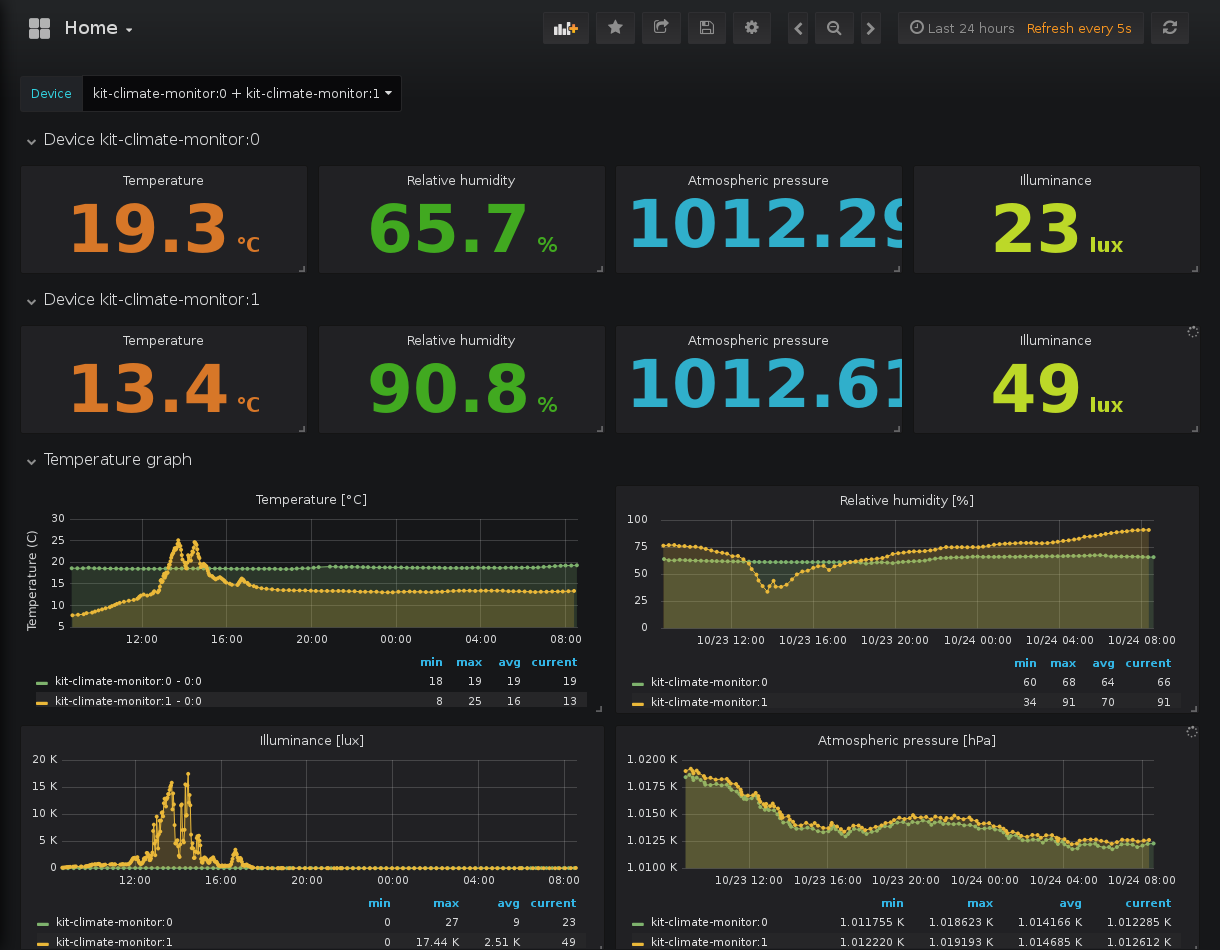 Home
Last 24 hours Refresh every 5s
Device kit-climate-monitor:0 + kit-climate-monitor:1
Device kit-climate-monitor:0
Temperature Relative humidity Atmospheric pressure Illuminance
19.3 °C 65.7 % 1012.29 23 lux
Device kit-climate-monitor:1
Temperature Relative humidity Atmospheric pressure Illuminance
13.4 °C 90.8 % 1012.61 49 lux
Temperature graph
Temperature [°C]
Temperature (C)
30
25
20
15
10
5
12:00 16:00 20:00 00:00 04:00 08:00
min max avg current
kit-climate-monitor:0 - 0:0 18 19 19 19
kit-climate-monitor:1 - 0:0 8 25 16 13
Relative humidity [%]
100
75
50
25
0
10/23 12:00 10/23 16:00 10/23 20:00 10/24 00:00 10/24 04:00 10/24 08:00
min max avg current
kit-climate-monitor:0 60 68 64 66
kit-climate-monitor:1 34 91 70 91
Illuminance [lux]
20 K
15 K
10 K
5 K
0
12:00 16:00 20:00 00:00 04:00 08:00
min max avg current
kit-climate-monitor:0 0 27 9 23
kit-climate-monitor:1 0 17.44 K 2.51 K 49
Atmospheric pressure [hPa]
1.0200 K
1.0175 K
1.0150 K
1.0125 K
1.0100 K
10/23 12:00 10/23 16:00 10/23 20:00 10/24 00:00 10/24 04:00 10/24 08:00
min max avg current
kit-climate-monitor:0 1.011755 K 1.018623 K 1.014166 K 1.012285 K
kit-climate-monitor:1 1.012220 K 1.019193 K 1.014685 K 1.012612 K